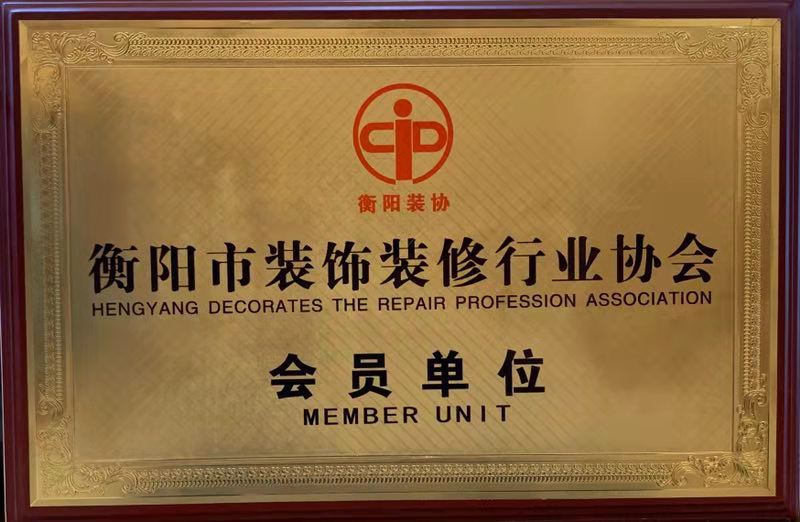 CiD
衡阳装协
衡阳市装饰装修行业协会
HENGYANG DECORATES THE REPAIR PROFESSION ASSOCIATION
会员单位
MEMBER UNIT